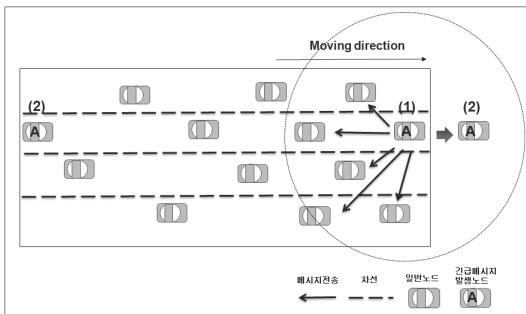 Moving direction
(2)
(1)
(2)
A
A
A
메시지전송
차선
일반노드
긴급메시지
발생노드
A